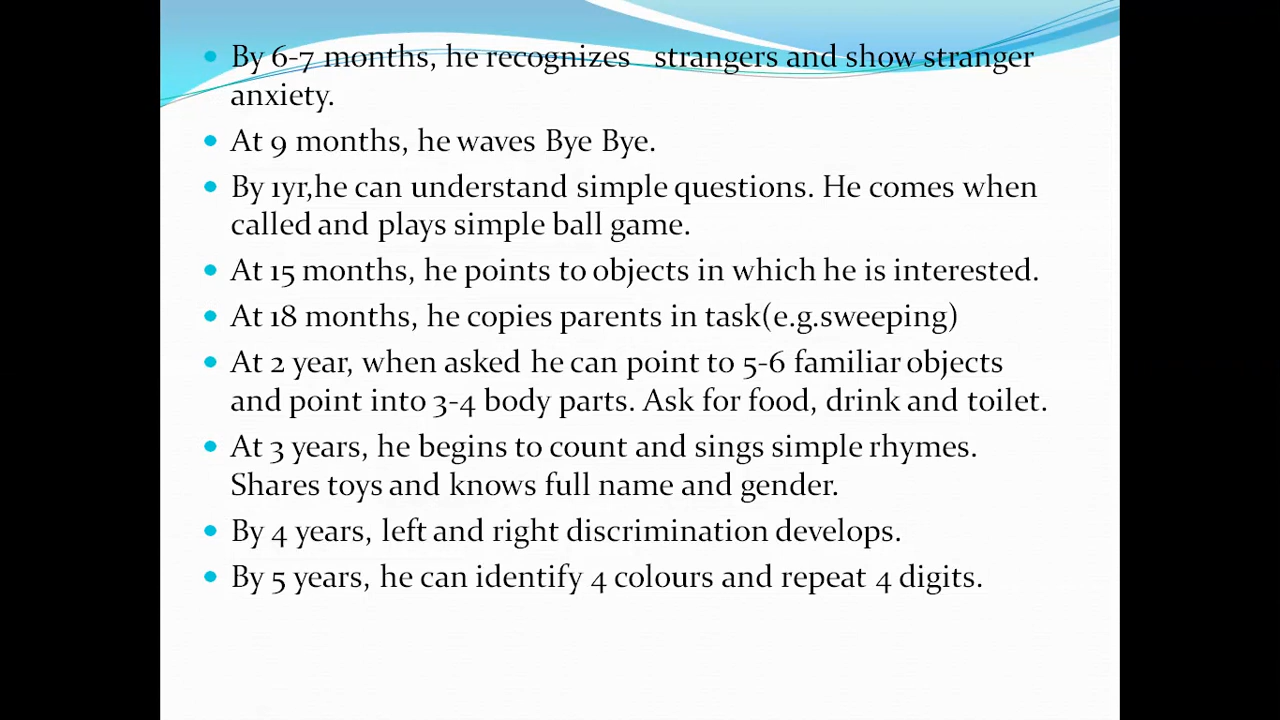 By 6-7 months, he recognizes strangers and show stranger
anxiety.
At 9 months, he waves Bye Bye.
By 1yr,he can understand simple questions. He comes when
called and plays simple ball game.
At 15 months, he points to objects in which he is interested.
At 18 months, he copies parents in task(e.g.sweeping)
At 2 year, when asked he can point to 5-6 familiar objects
and point into 3-4 body parts. Ask for food, drink and toilet.
At 3 years, he begins to count and sings simple rhymes.
Shares toys and knows full name and gender.
By 4 years, left and right discrimination develops.
By 5 years, he can identify 4 colours and repeat 4 digits.